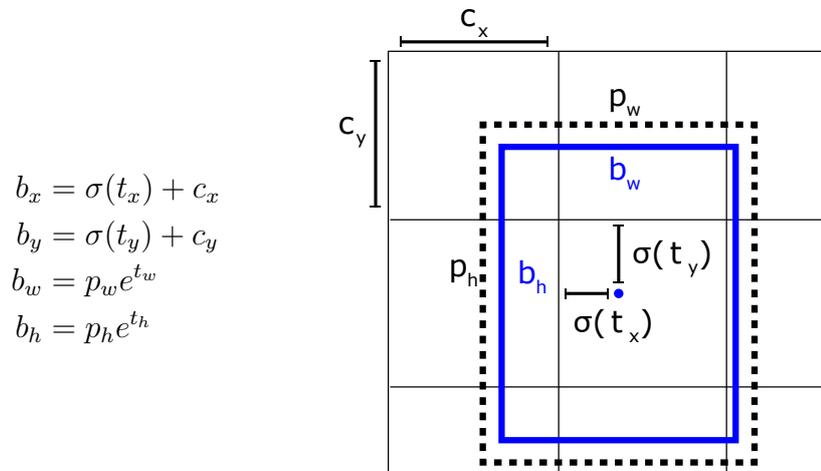 c_x
c_y
p_w
b_w
b_x = σ(t_x) + c_x
b_y = σ(t_y) + c_y
b_w = p_w e^{t_w}
b_h = p_h e^{t_h}
p_h
b_h
σ(t_y)
σ(t_x)